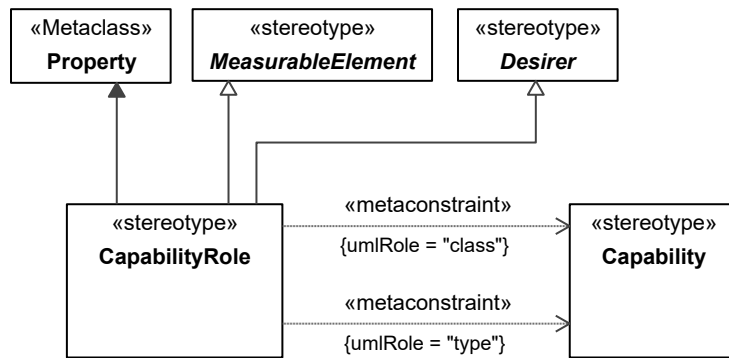 «Metaclass»
Property
«stereotype»
MeasurableElement
«stereotype»
Desirer
«stereotype»
CapabilityRole
«metaconstraint»
{umlRole = "class"}
«metaconstraint»
{umlRole = "type"}
«stereotype»
Capability